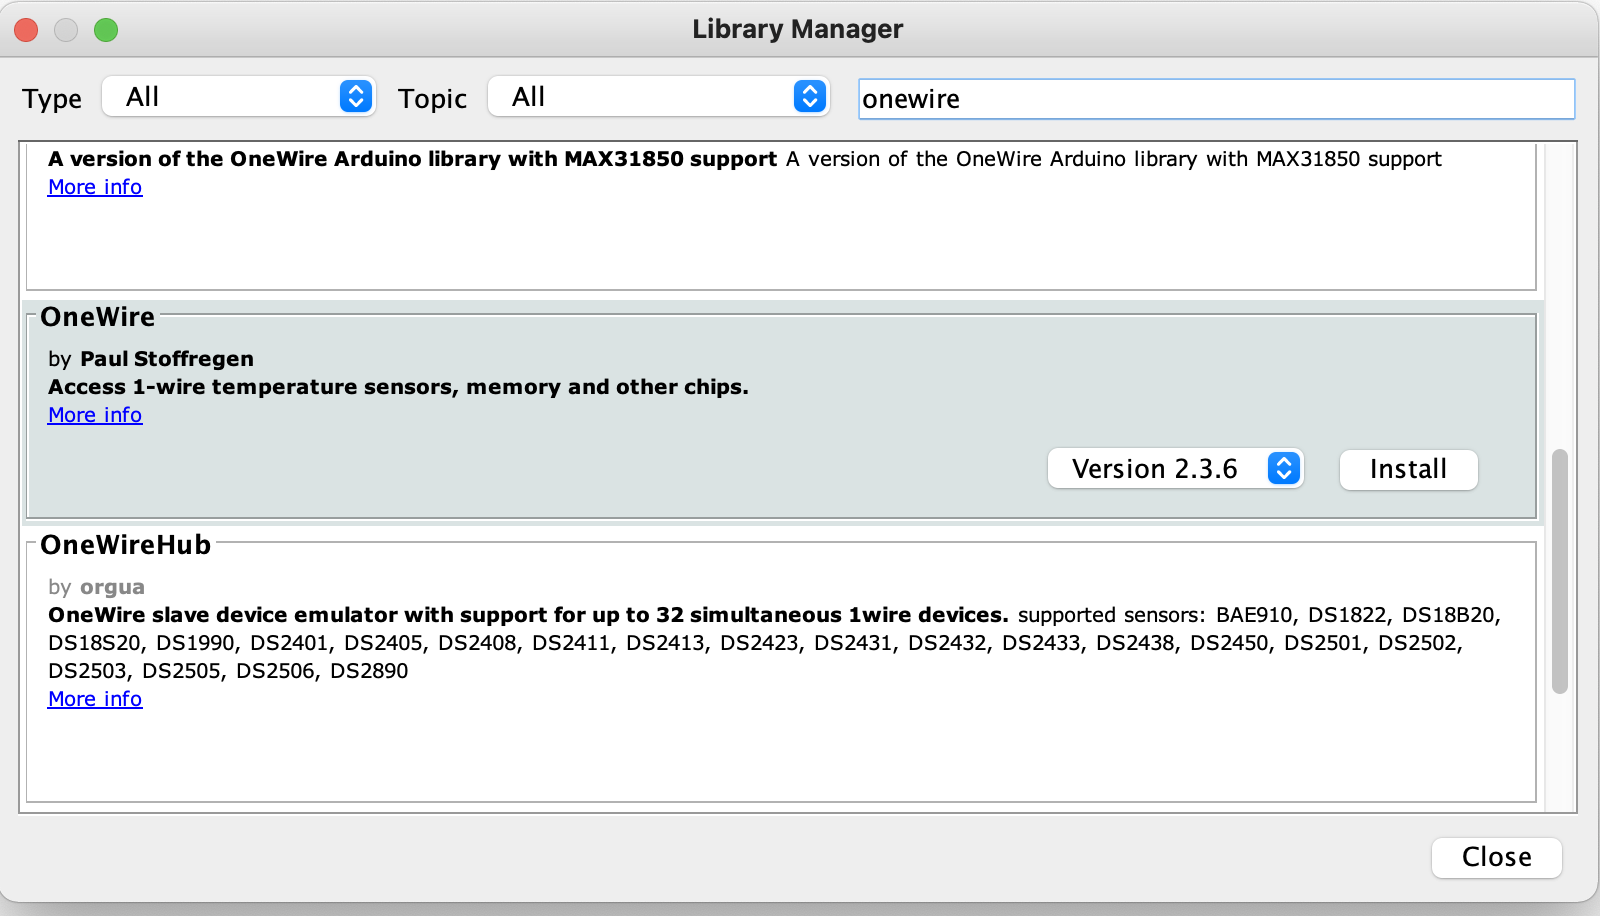 Library Manager
Type All Topic All onewire
A version of the OneWire Arduino library with MAX31850 support A version of the OneWire Arduino library with MAX31850 support
More info
OneWire
by Paul Stoffregen
Access 1-wire temperature sensors, memory and other chips.
More info
Version 2.3.6 Install
OneWireHub
by orgua
OneWire slave device emulator with support for up to 32 simultaneous 1wire devices. supported sensors: BAE910, DS1822, DS18B20,
DS18S20, DS1990, DS2401, DS2405, DS2408, DS2411, DS2413, DS2423, DS2431, DS2432, DS2433, DS2438, DS2450, DS2501, DS2502,
DS2503, DS2505, DS2506, DS2890
More info
Close